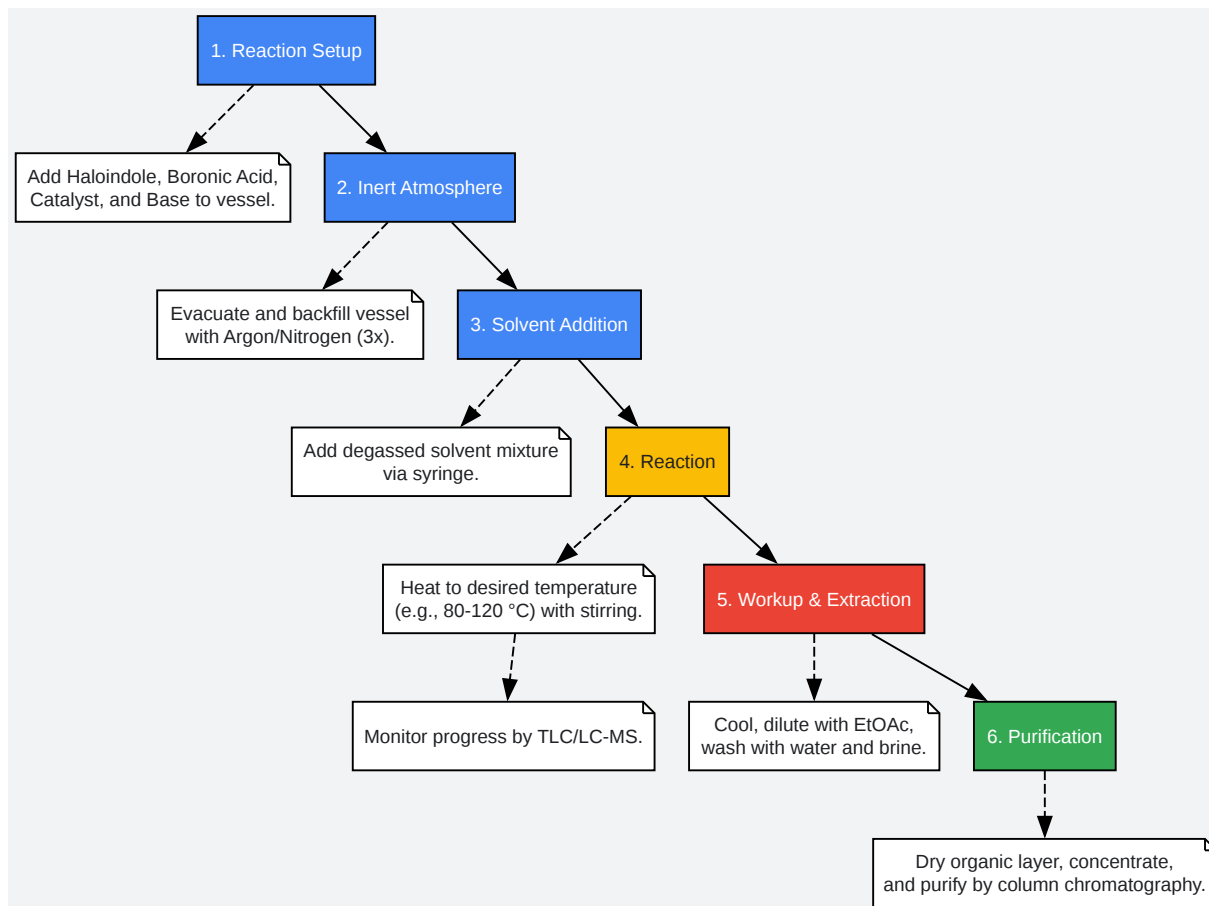 1. Reaction Setup
Add Haloindole, Boronic Acid,
Catalyst, and Base to vessel.
2. Inert Atmosphere
Evacuate and backfill vessel
with Argon/Nitrogen (3x).
3. Solvent Addition
Add degassed solvent mixture
via syringe.
4. Reaction
Heat to desired temperature
(e.g., 80-120 °C) with stirring.
Monitor progress by TLC/LC-MS.
5. Workup & Extraction
Cool, dilute with EtOAc,
wash with water and brine.
6. Purification
Dry organic layer, concentrate,
and purify by column chromatography.